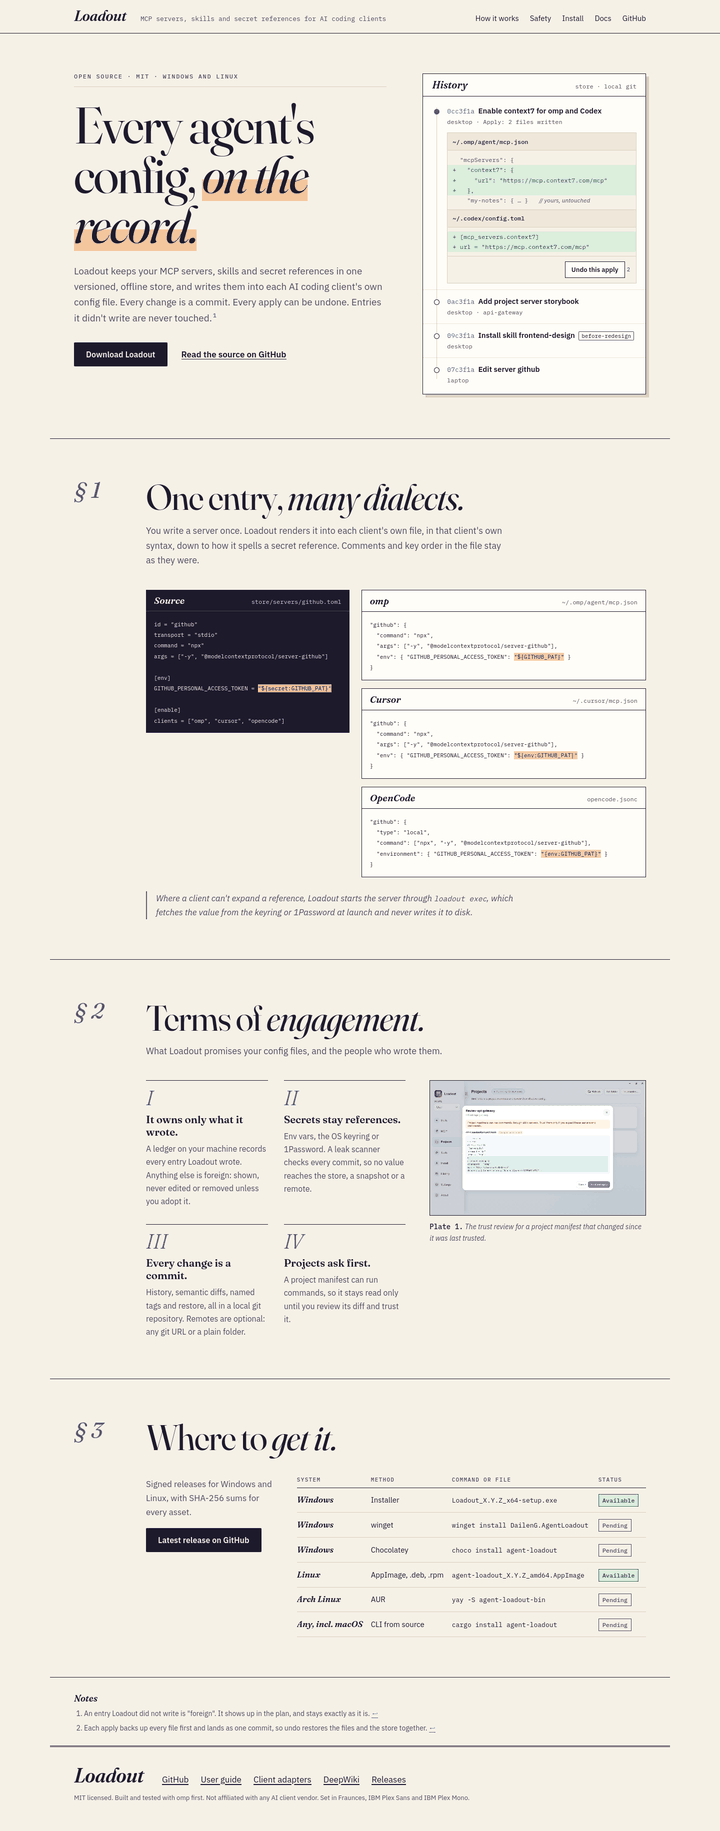 Loadout
MCP servers, skills and secret references for AI coding clients
How it works Safety Install Docs GitHub
OPEN SOURCE · MIT · WINDOWS AND LINUX
Every agent's
config, on the
record.
Loadout keeps your MCP servers, skills and secret references in one
versioned, offline store, and writes them into each AI coding client's own
config file. Every change is a commit. Every apply can be undone. Entries
it didn't write are never touched.1
Download Loadout
Read the source on GitHub
History
store · local git
0cc3f1a Enable context7 for omp and Codex
desktop · Apply: 2 files written
~/.omp/agent/mcp.json
"mcpServers": {
+ "context7": {
+ "url": "https://mcp.context7.com/mcp"
+ },
"my-notes": { … } // yours, untouched
~/.codex/config.toml
+ [mcp_servers.context7]
+ url = "https://mcp.context7.com/mcp"
Undo this apply 2
0ac3f1a Add project server storybook
desktop · api-gateway
09c3f1a Install skill frontend-design before-redesign
desktop
07c3f1a Edit server github
laptop
§ 1
One entry, many dialects.
You write a server once. Loadout renders it into each client's own file, in that client's own
syntax, down to how it spells a secret reference. Comments and key order in the file stay
as they were.
Source
store/servers/github.toml
id = "github"
transport = "stdio"
command = "npx"
args = ["-y", "@modelcontextprotocol/server-github"]
[env]
GITHUB_PERSONAL_ACCESS_TOKEN = "${secret:GITHUB_PAT}"
[enable]
clients = ["omp", "cursor", "opencode"]
omp
~/.omp/agent/mcp.json
"github": {
"command": "npx",
"args": ["-y", "@modelcontextprotocol/server-github"],
"env": { "GITHUB_PERSONAL_ACCESS_TOKEN": "${GITHUB_PAT}" }
}
Cursor
~/.cursor/mcp.json
"github": {
"command": "npx",
"args": ["-y", "@modelcontextprotocol/server-github"],
"env": { "GITHUB_PERSONAL_ACCESS_TOKEN": "${env:GITHUB_PAT}" }
}
OpenCode
opencode.jsonc
"github": {
"type": "local",
"command": ["npx", "-y", "@modelcontextprotocol/server-github"],
"environment": { "GITHUB_PERSONAL_ACCESS_TOKEN": "{env:GITHUB_PAT}" }
}
Where a client can't expand a reference, Loadout starts the server through loadout exec, which
fetches the value from the keyring or 1Password at launch and never writes it to disk.
§ 2
Terms of engagement.
What Loadout promises your config files, and the people who wrote them.
I
It owns only what it
wrote.
A ledger on your machine records
every entry Loadout wrote.
Anything else is foreign: shown,
never edited or removed unless
you adopt it.
II
Secrets stay references.
Env vars, the OS keyring or
1Password. A leak scanner
checks every commit, so no value
reaches the store, a snapshot or a
remote.
III
Every change is a
commit.
History, semantic diffs, named
tags and restore, all in a local git
repository. Remotes are optional:
any git URL or a plain folder.
IV
Projects ask first.
A project manifest can run
commands, so it stays read only
until you review its diff and trust
it.
Loadout
Projects
Plate 1. The trust review for a project manifest that changed since
it was last trusted.
§ 3
Where to get it.
Signed releases for Windows and
Linux, with SHA-256 sums for
every asset.
Latest release on GitHub
SYSTEM METHOD COMMAND OR FILE STATUS
Windows Installer Loadout_X.Y.Z_x64-setup.exe Available
Windows winget winget install DailenG.AgentLoadout Pending
Windows Chocolatey choco install agent-loadout Pending
Linux AppImage, .deb, .rpm agent-loadout_X.Y.Z_amd64.AppImage Available
Arch Linux AUR yay -S agent-loadout-bin Pending
Any, incl. macOS CLI from source cargo install agent-loadout Pending
Notes
1. An entry Loadout did not write is "foreign". It shows up in the plan, and stays exactly as it is. ↩
2. Each apply backs up every file first and lands as one commit, so undo restores the files and the store together. ↩
Loadout
GitHub User guide Client adapters DeepWiki Releases
MIT licensed. Built and tested with omp first. Not affiliated with any AI client vendor. Set in Fraunces, IBM Plex Sans and IBM Plex Mono.